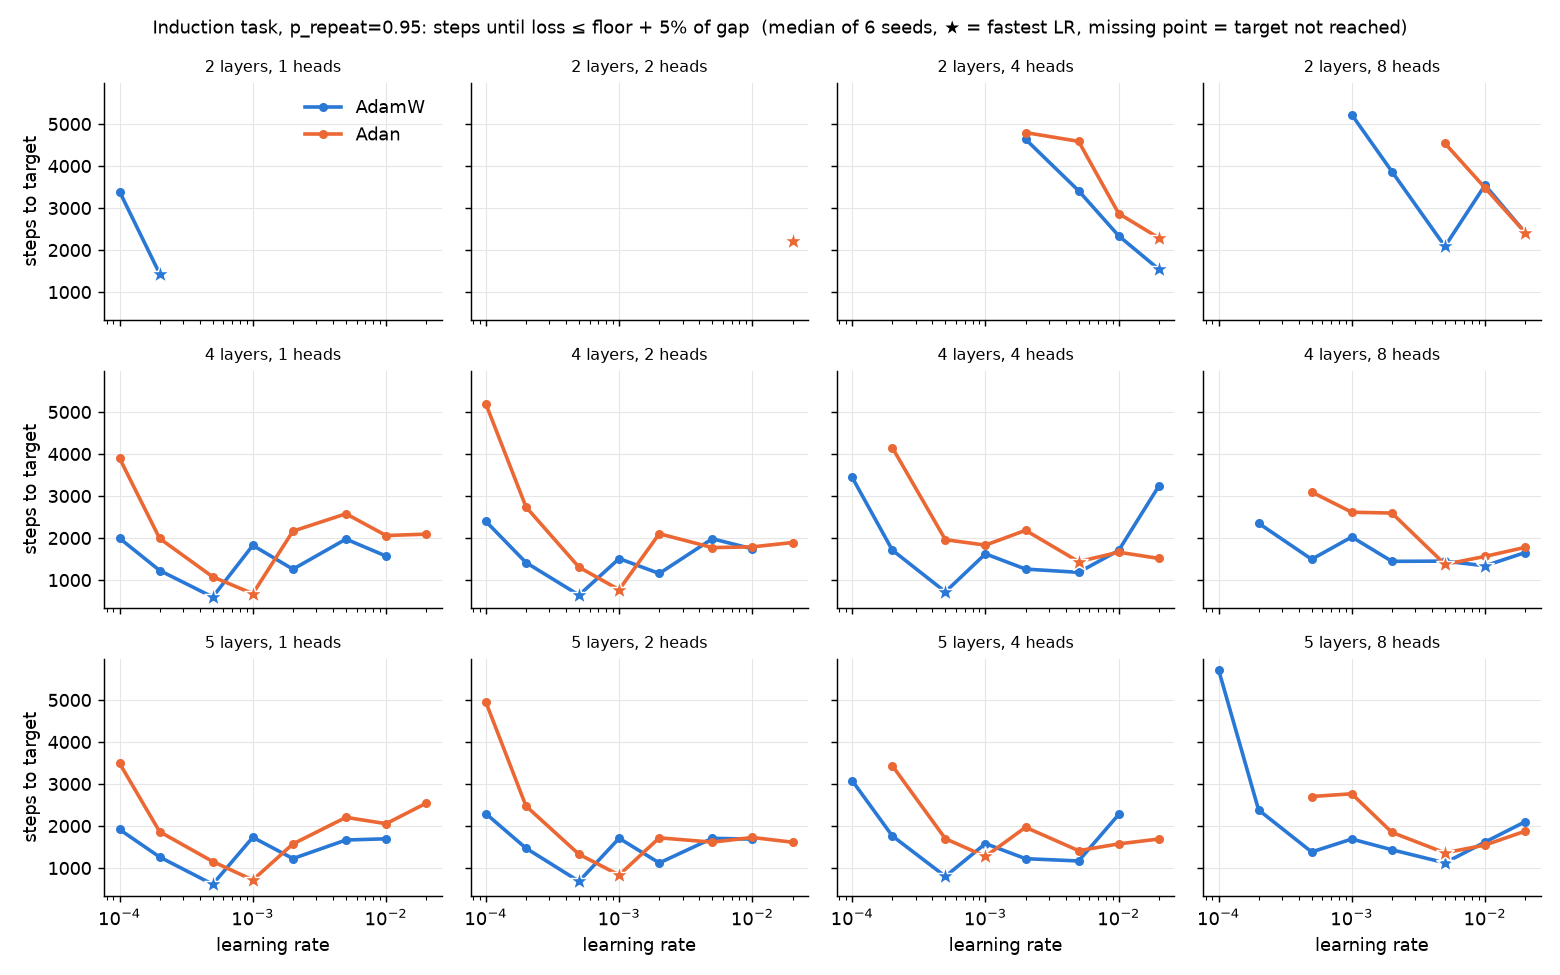 Induction task, p_repeat=0.95: steps until loss ≤ floor + 5% of gap  (median of 6 seeds, ★ = fastest LR, missing point = target not reached)
2 layers, 1 heads
2 layers, 2 heads
2 layers, 4 heads
2 layers, 8 heads
AdamW
Adan
steps to target
5000
4000
3000
2000
1000
4 layers, 1 heads
4 layers, 2 heads
4 layers, 4 heads
4 layers, 8 heads
steps to target
5000
4000
3000
2000
1000
5 layers, 1 heads
5 layers, 2 heads
5 layers, 4 heads
5 layers, 8 heads
steps to target
5000
4000
3000
2000
1000
10⁻⁴ 10⁻³ 10⁻²
10⁻⁴ 10⁻³ 10⁻²
10⁻⁴ 10⁻³ 10⁻²
10⁻⁴ 10⁻³ 10⁻²
learning rate
learning rate
learning rate
learning rate